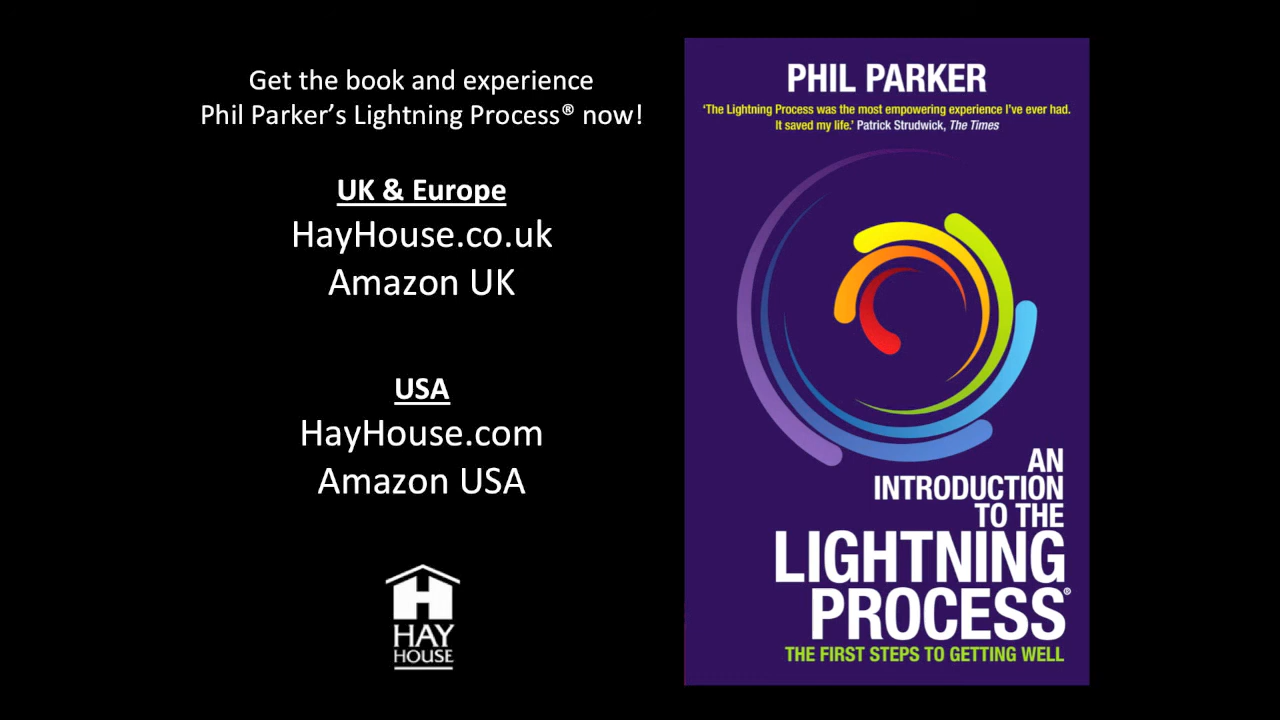 Get the book and experience
Phil Parker’s Lightning Process® now!
UK & Europe
HayHouse.co.uk
Amazon UK
USA
HayHouse.com
Amazon USA
HAY
HOUSE
PHIL PARKER
‘The Lightning Process was the most empowering experience I’ve ever had.
It saved my life.’ Patrick Strudwick, The Times
AN
INTRODUCTION
TO THE
LIGHTNING
PROCESS®
THE FIRST STEPS TO GETTING WELL